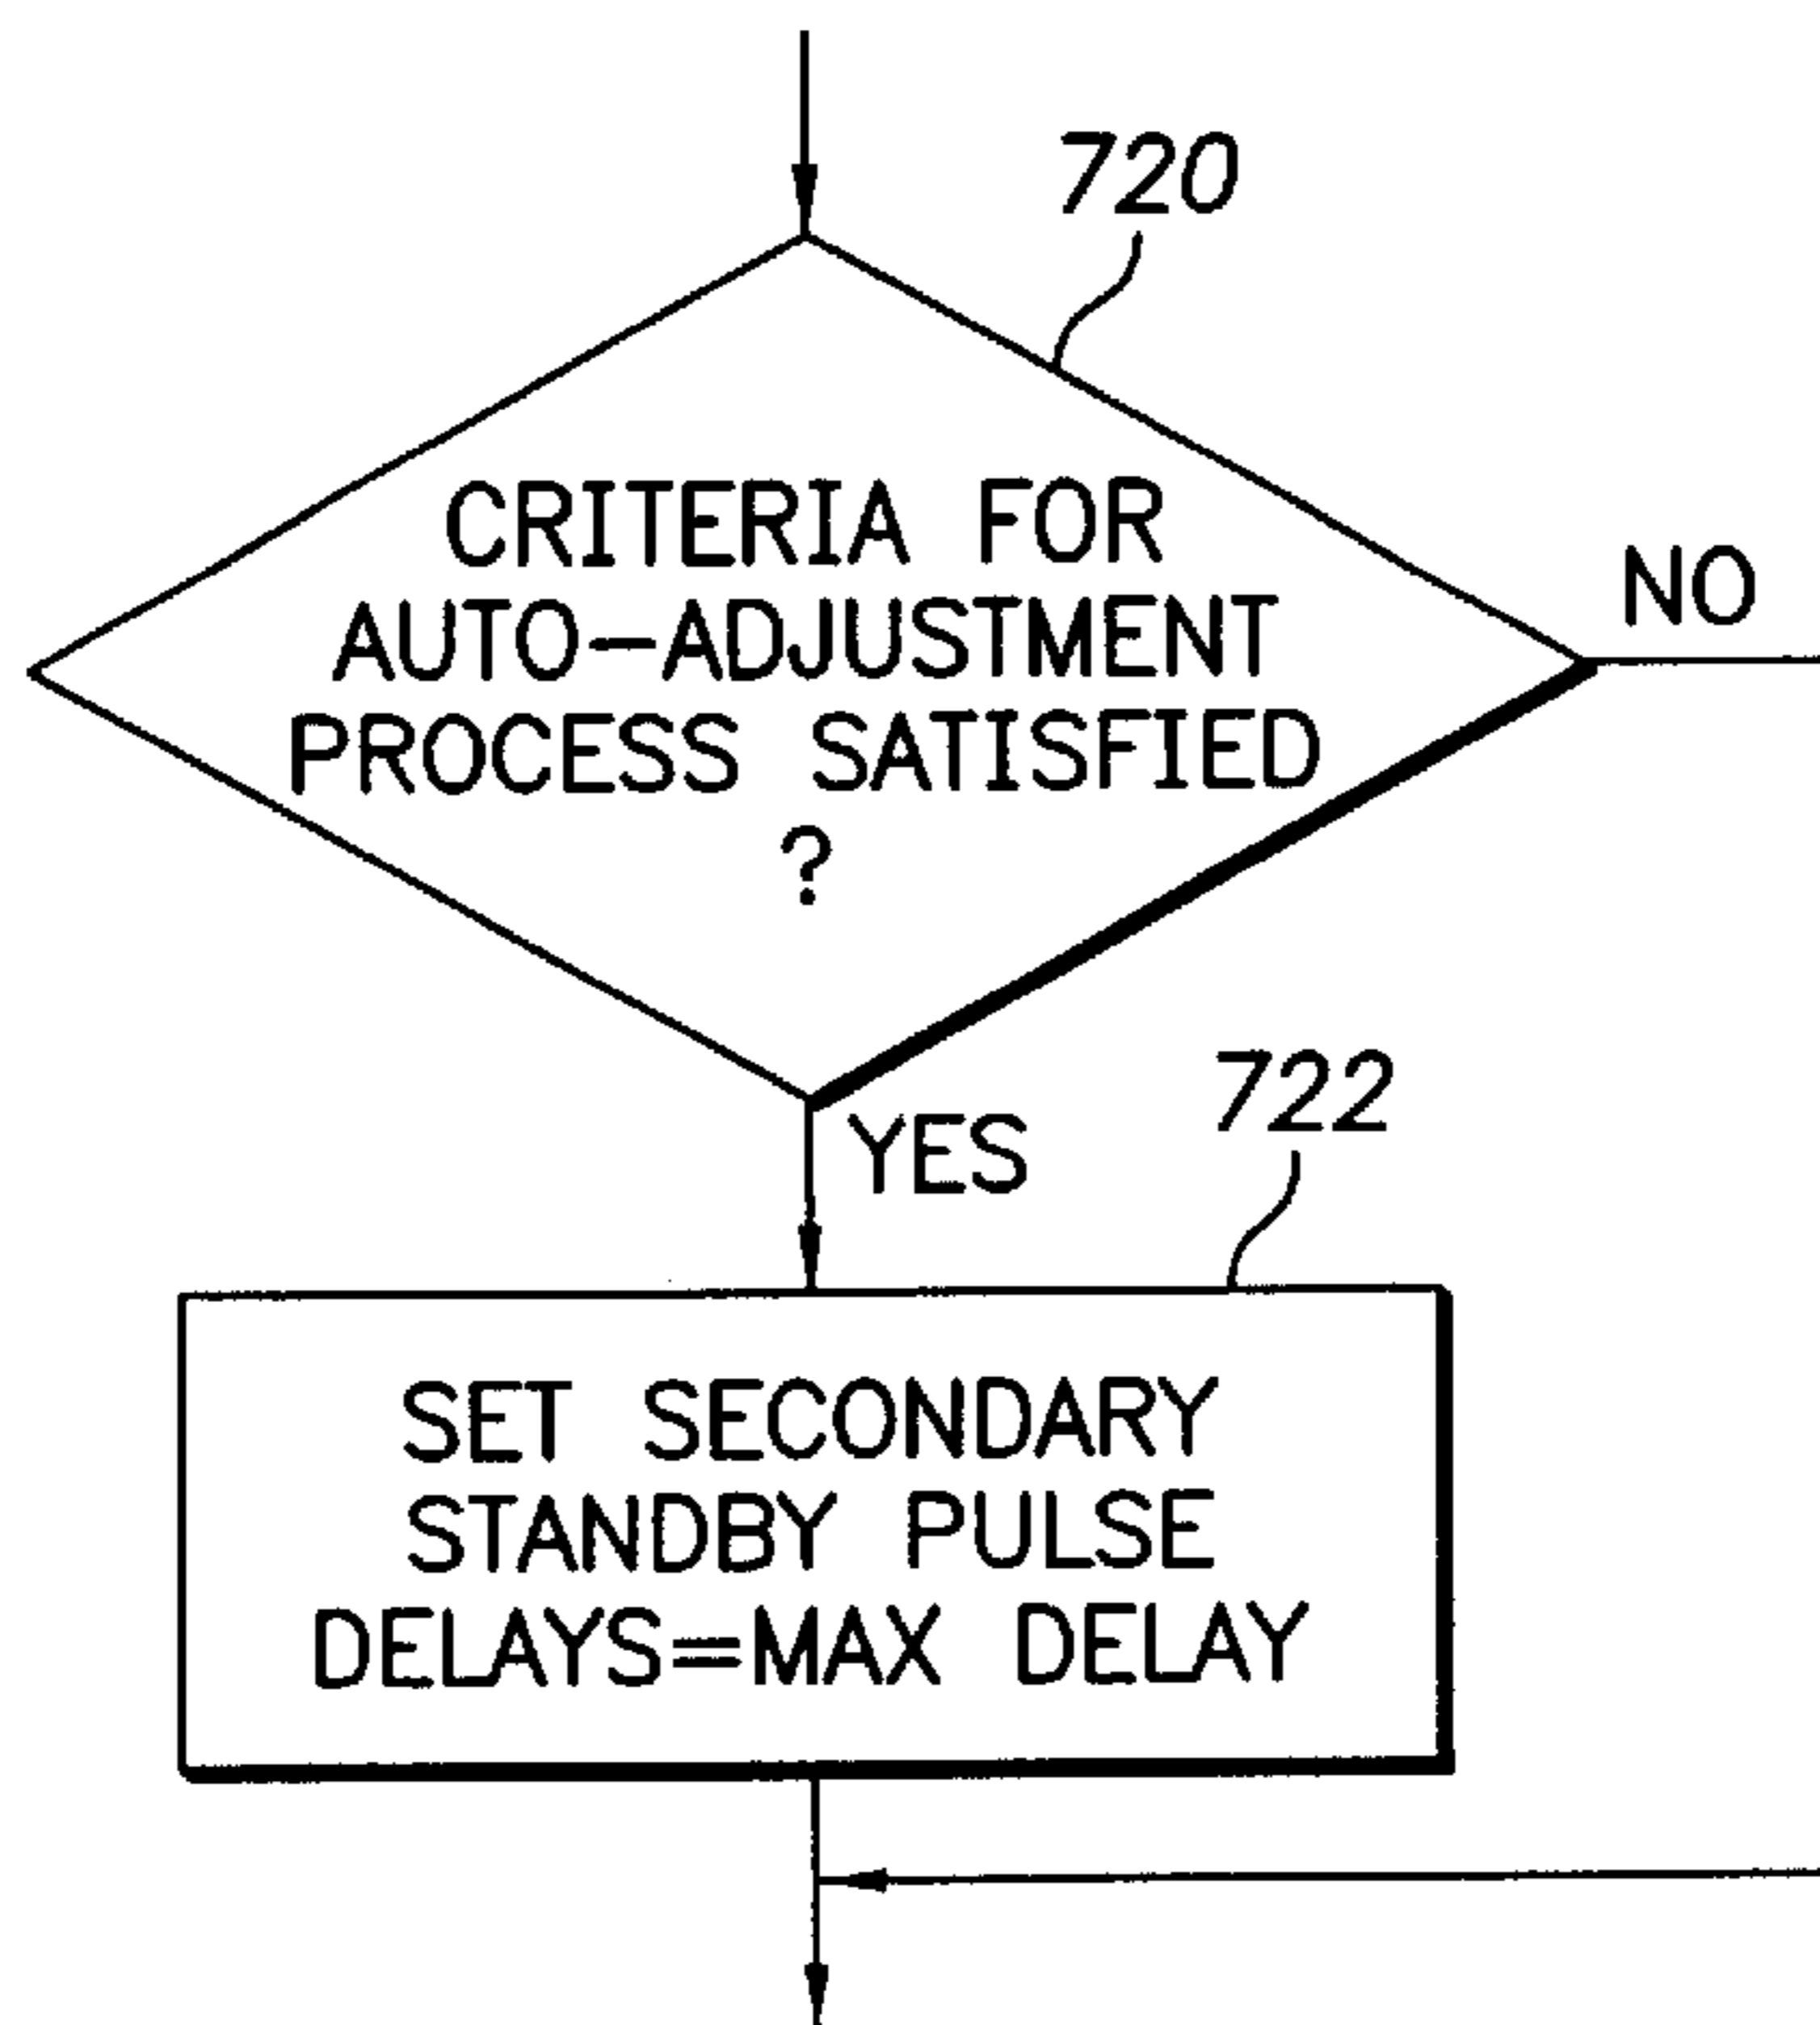 720
CRITERIA FOR
AUTO-ADJUSTMENT
PROCESS SATISFIED
?
NO
YES
722
SET SECONDARY
STANDBY PULSE
DELAYS=MAX DELAY